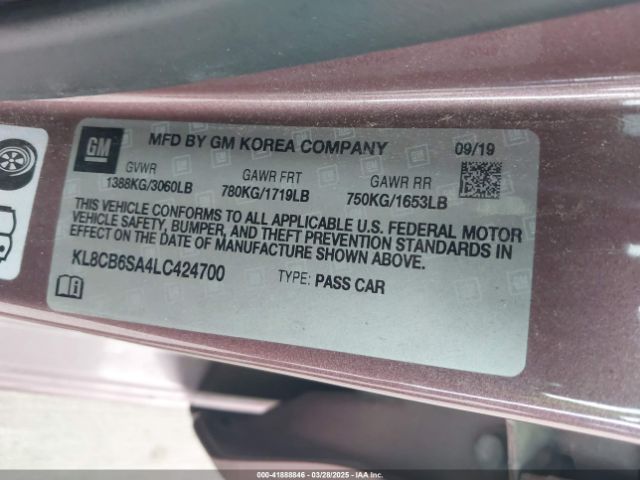 GM
MFD BY GM KOREA COMPANY
09/19
GVWR
GAWR FRT
GAWR RR
1388KG/3060LB
780KG/1719LB
750KG/1653LB
THIS VEHICLE CONFORMS TO ALL APPLICABLE U.S. FEDERAL MOTOR
VEHICLE SAFETY, BUMPER, AND THEFT PREVENTION STANDARDS IN
EFFECT ON THE DATE OF MANUFACTURE SHOWN ABOVE.
KL8CB6SA4LC424700
TYPE: PASS CAR
000-41888846 | 03/28/2025 | IAA